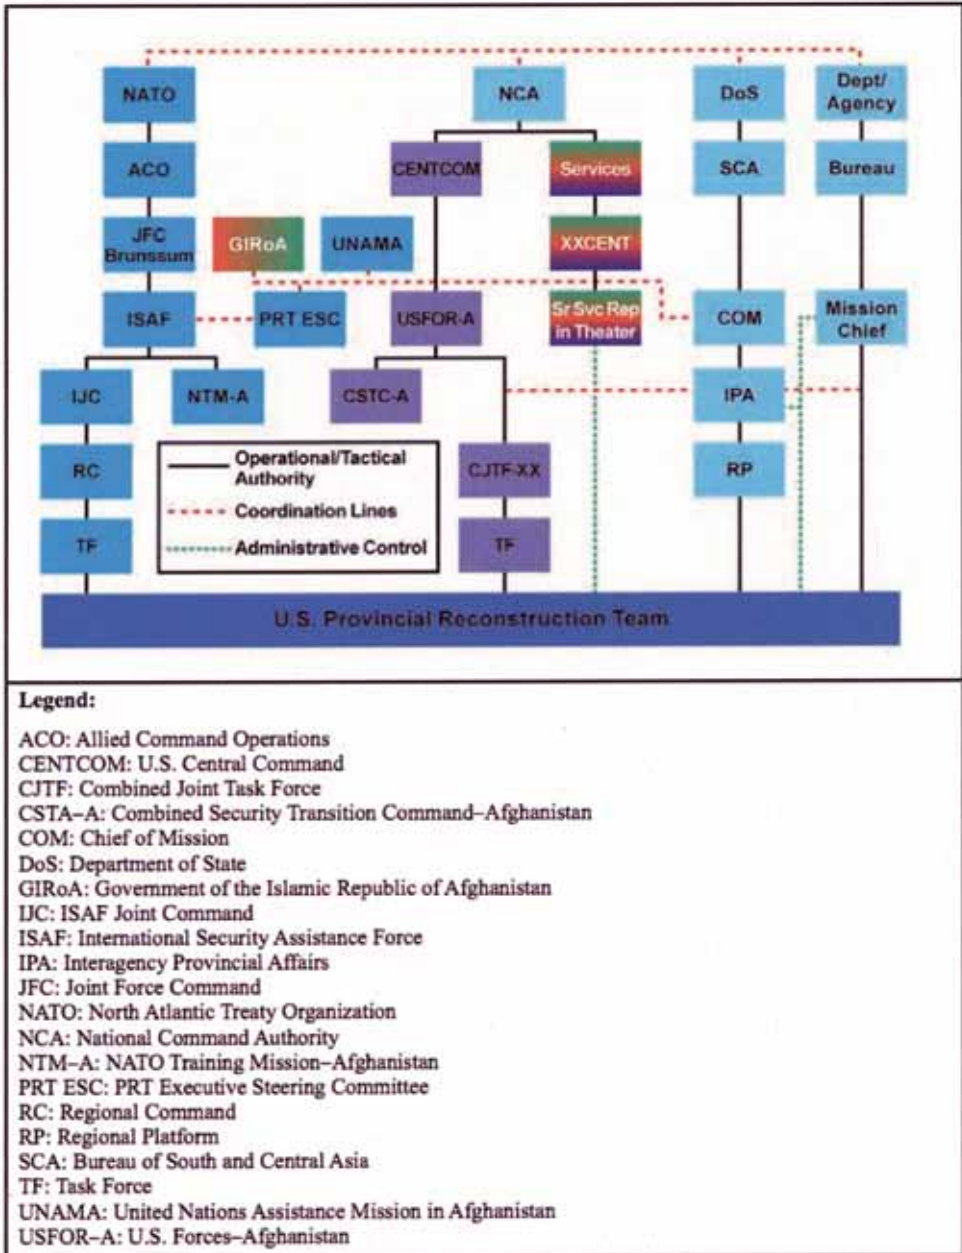 NATO
NCA
DoS
Dept/
Agency
ACO
CENTCOM
Services
SCA
Bureau
JFC
Brunssum
GIRoA
UNAMA
XXCENT
ISAF
PRT ESC
USFOR-A
Sr Svc Rep
in Theater
COM
Mission
Chief
IJC
NTM-A
CSTC-A
IPA
RC
Operational/Tactical
Authority
Coordination Lines
Administrative Control
CJTF-XX
RP
TF
TF
U.S. Provincial Reconstruction Team
Legend:
ACO: Allied Command Operations
CENTCOM: U.S. Central Command
CJTF: Combined Joint Task Force
CSTA–A: Combined Security Transition Command–Afghanistan
COM: Chief of Mission
DoS: Department of State
GIRoA: Government of the Islamic Republic of Afghanistan
IJC: ISAF Joint Command
ISAF: International Security Assistance Force
IPA: Interagency Provincial Affairs
JFC: Joint Force Command
NATO: North Atlantic Treaty Organization
NCA: National Command Authority
NTM–A: NATO Training Mission–Afghanistan
PRT ESC: PRT Executive Steering Committee
RC: Regional Command
RP: Regional Platform
SCA: Bureau of South and Central Asia
TF: Task Force
UNAMA: United Nations Assistance Mission in Afghanistan
USFOR–A: U.S. Forces–Afghanistan